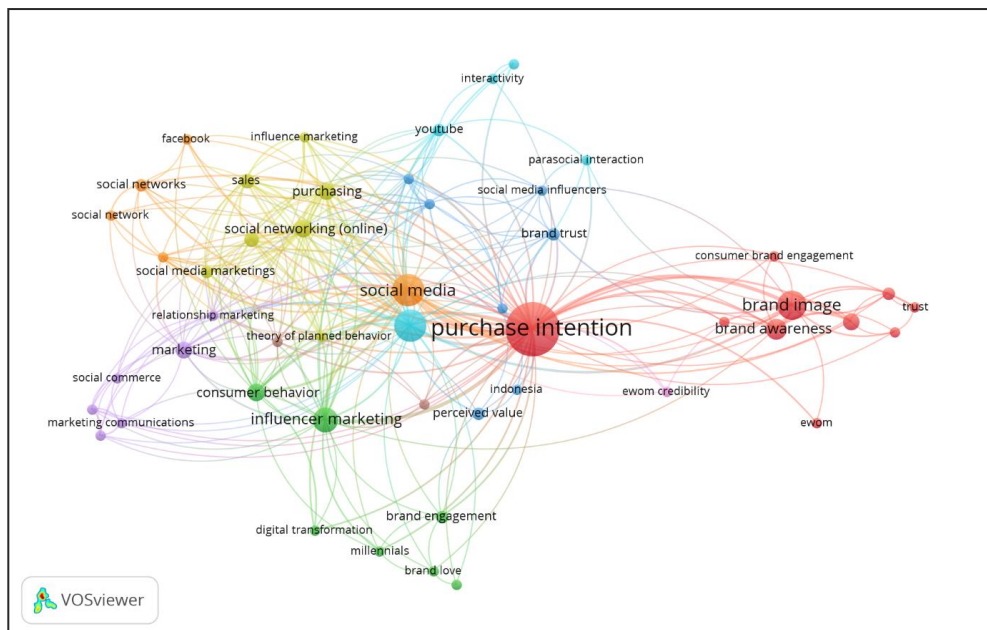 interactivity
youtube
facebook
influence marketing
parasocial interaction
social networks
sales
purchasing
social media influencers
social network
social networking (online)
brand trust
social media marketings
consumer brand engagement
social media
brand image
trust
relationship marketing
purchase intention
brand awareness
theory of planned behavior
marketing
social commerce
consumer behavior
indonesia
ewom credibility
perceived value
marketing communications
influencer marketing
ewom
brand engagement
digital transformation
millennials
brand love
VOSviewer